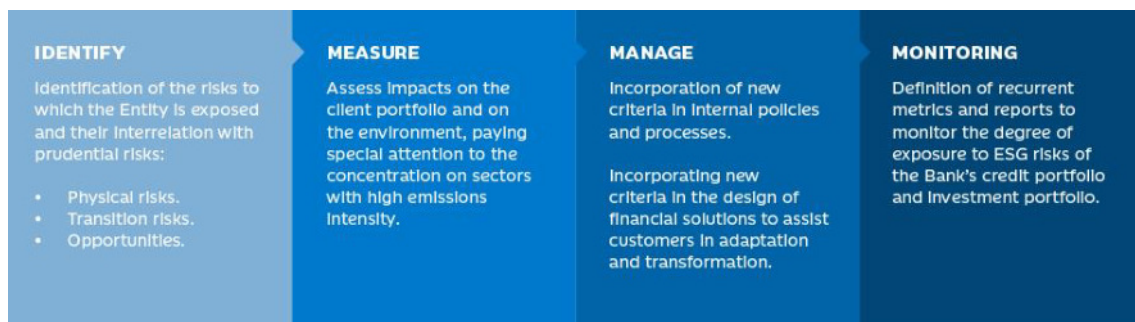 IDENTIFY
Identification of the risks to
which the Entity is exposed
and their interrelation with
prudential risks:
• Physical risks.
• Transition risks.
• Opportunities.
MEASURE
Assess impacts on the
client portfolio and on
the environment, paying
special attention to the
concentration on sectors
with high emissions
intensity.
MANAGE
Incorporation of new
criteria in internal policies
and processes.
Incorporating new
criteria in the design of
financial solutions to assist
customers in adaptation
and transformation.
MONITORING
Definition of recurrent
metrics and reports to
monitor the degree of
exposure to ESG risks of
the Bank's credit portfolio
and investment portfolio.